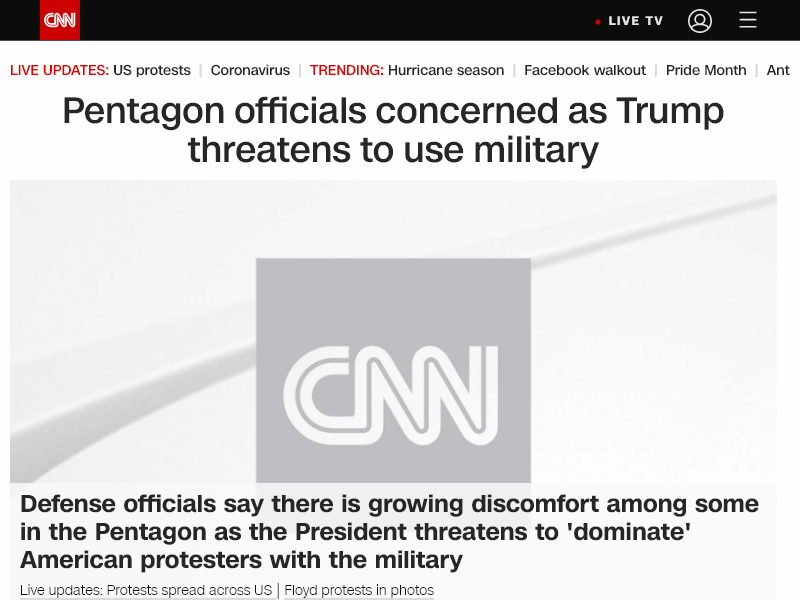 CNN
LIVE TV
LIVE UPDATES: US protests | Coronavirus | TRENDING: Hurricane season | Facebook walkout | Pride Month | Ant
Pentagon officials concerned as Trump
threatens to use military
CNN
Defense officials say there is growing discomfort among some
in the Pentagon as the President threatens to 'dominate'
American protesters with the military
Live updates: Protests spread across US | Floyd protests in photos